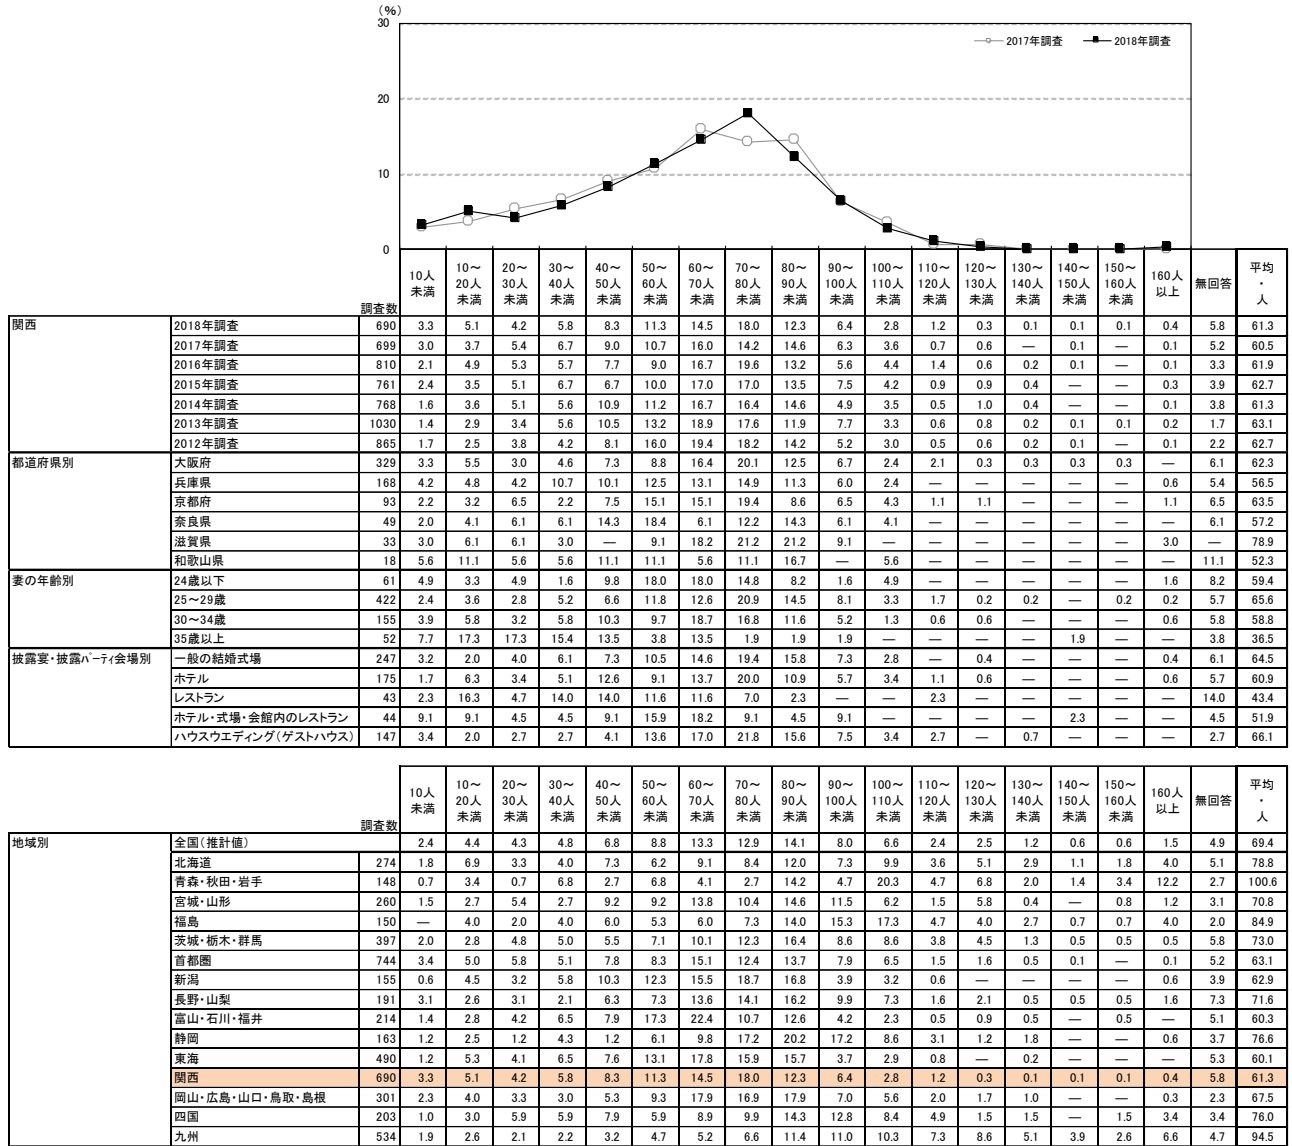 (%)
30
20
10
0
2017年調査 2018年調査
調査数 10人未満 10～20人未満 20～30人未満 30～40人未満 40～50人未満 50～60人未満 60～70人未満 70～80人未満 80～90人未満 90～100人未満 100～110人未満 110～120人未満 120～130人未満 130～140人未満 140～150人未満 150～160人未満 160人以上 無回答 平均・人
関西 2018年調査 690 3.3 5.1 4.2 5.8 8.3 11.3 14.5 18.0 12.3 6.4 2.8 1.2 0.3 0.1 0.1 0.1 0.4 5.8 61.3
2017年調査 699 3.0 3.7 5.4 6.7 9.0 10.7 16.0 14.2 14.6 6.3 3.6 0.7 0.6 — 0.1 — 0.1 5.2 60.5
2016年調査 810 2.1 4.9 5.3 5.7 7.7 9.0 16.7 19.6 13.2 5.6 4.4 1.4 0.6 0.2 0.1 — 0.1 3.3 61.9
2015年調査 761 2.4 3.5 5.1 6.7 6.7 10.0 17.0 17.0 13.5 7.5 4.2 0.9 0.9 0.4 — — 0.3 3.9 62.7
2014年調査 768 1.6 3.6 5.1 5.6 10.9 11.2 16.7 16.4 14.6 4.9 3.5 0.5 1.0 0.4 — — 0.1 3.8 61.3
2013年調査 1030 1.4 2.9 3.4 5.6 10.5 13.2 18.9 17.6 11.9 7.7 3.3 0.6 0.8 0.2 0.1 0.1 0.2 1.7 63.1
2012年調査 865 1.7 2.5 3.8 4.2 8.1 16.0 19.4 18.2 14.2 5.2 3.0 0.5 0.6 0.2 0.1 — 0.1 2.2 62.7
都道府県別 大阪府 329 3.3 5.5 3.0 4.6 7.3 8.8 16.4 20.1 12.5 6.7 2.4 2.1 0.3 0.3 0.3 0.3 — 6.1 62.3
兵庫県 168 4.2 4.8 4.2 10.7 10.1 12.5 13.1 14.9 11.3 6.0 2.4 — — — — — 0.6 5.4 56.5
京都府 93 2.2 3.2 6.5 2.2 7.5 15.1 15.1 19.4 8.6 6.5 4.3 1.1 1.1 — — — 1.1 6.5 63.5
奈良県 49 2.0 4.1 6.1 6.1 14.3 18.4 6.1 12.2 14.3 6.1 4.1 — — — — — — 6.1 57.2
滋賀県 33 3.0 6.1 6.1 3.0 — 9.1 18.2 21.2 21.2 9.1 — — — — — — 3.0 — 78.9
和歌山県 18 5.6 11.1 5.6 5.6 11.1 11.1 5.6 11.1 16.7 — 5.6 — — — — — — 11.1 52.3
妻の年齢別 24歳以下 61 4.9 3.3 4.9 1.6 9.8 18.0 18.0 14.8 8.2 1.6 4.9 — — — — — 1.6 8.2 59.4
25～29歳 422 2.4 3.6 2.8 5.2 6.6 11.8 12.6 20.9 14.5 8.1 3.3 1.7 0.2 0.2 — 0.2 0.2 5.7 65.6
30～34歳 155 3.9 5.8 3.2 5.8 10.3 9.7 18.7 16.8 11.6 5.2 1.3 0.6 0.6 — — — 0.6 5.8 58.8
35歳以上 52 7.7 17.3 17.3 15.4 13.5 3.8 13.5 1.9 1.9 1.9 — — — — 1.9 — — 3.8 36.5
披露宴・披露パーティ会場別 一般の結婚式場 247 3.2 2.0 4.0 6.1 7.3 10.5 14.6 19.4 15.8 7.3 2.8 — 0.4 — — — 0.4 6.1 64.5
ホテル 175 1.7 6.3 3.4 5.1 12.6 9.1 13.7 20.0 10.9 5.7 3.4 1.1 0.6 — — — 0.6 5.7 60.9
レストラン 43 2.3 16.3 4.7 14.0 14.0 11.6 11.6 7.0 2.3 — — 2.3 — — — — — 14.0 43.4
ホテル・式場・会館内のレストラン 44 9.1 9.1 4.5 4.5 9.1 15.9 18.2 9.1 4.5 9.1 — — — — 2.3 — — 4.5 51.9
ハウスウエディング(ゲストハウス) 147 3.4 2.0 2.7 2.7 4.1 13.6 17.0 21.8 15.6 7.5 3.4 2.7 — 0.7 — — — 2.7 66.1
調査数 10人未満 10～20人未満 20～30人未満 30～40人未満 40～50人未満 50～60人未満 60～70人未満 70～80人未満 80～90人未満 90～100人未満 100～110人未満 110～120人未満 120～130人未満 130～140人未満 140～150人未満 150～160人未満 160人以上 無回答 平均・人
地域別 全国(推計値) 2.4 4.4 4.3 4.8 6.8 8.8 13.3 12.9 14.1 8.0 6.6 2.4 2.5 1.2 0.6 0.6 1.5 4.9 69.4
北海道 274 1.8 6.9 3.3 4.0 7.3 6.2 9.1 8.4 12.0 7.3 9.9 3.6 5.1 2.9 1.1 1.8 4.0 5.1 78.8
青森・秋田・岩手 148 0.7 3.4 0.7 6.8 2.7 6.8 4.1 2.7 14.2 4.7 20.3 4.7 6.8 2.0 1.4 3.4 12.2 2.7 100.6
宮城・山形 260 1.5 2.7 5.4 2.7 9.2 9.2 13.8 10.4 14.6 11.5 6.2 1.5 5.8 0.4 — 0.8 1.2 3.1 70.8
福島 150 — 4.0 2.0 4.0 6.0 5.3 6.0 7.3 14.0 15.3 17.3 4.7 4.0 2.7 0.7 0.7 4.0 2.0 84.9
茨城・栃木・群馬 397 2.0 2.8 4.8 5.0 5.5 7.1 10.1 12.3 16.4 8.6 8.6 3.8 4.5 1.3 0.5 0.5 0.5 5.8 73.0
首都圏 744 3.4 5.0 5.8 5.1 7.8 8.3 15.1 12.4 13.7 7.9 6.5 1.5 1.6 0.5 0.1 — 0.1 5.2 63.1
新潟 155 0.6 4.5 3.2 5.8 10.3 12.3 15.5 18.7 16.8 3.9 3.2 0.6 — — — — 0.6 3.9 62.9
長野・山梨 191 3.1 2.6 3.1 2.1 6.3 7.3 13.6 14.1 16.2 9.9 7.3 1.6 2.1 0.5 0.5 0.5 1.6 7.3 71.6
富山・石川・福井 214 1.4 2.8 4.2 6.5 7.9 17.3 22.4 10.7 12.6 4.2 2.3 0.5 0.9 0.5 — 0.5 — 5.1 60.3
静岡 163 1.2 2.5 1.2 4.3 1.2 6.1 9.8 17.2 20.2 17.2 8.6 3.1 1.2 1.8 — — 0.6 3.7 76.6
東海 490 1.2 5.3 4.1 6.5 7.6 13.1 17.8 15.9 15.7 3.7 2.9 0.8 — 0.2 — — — 5.3 60.1
関西 690 3.3 5.1 4.2 5.8 8.3 11.3 14.5 18.0 12.3 6.4 2.8 1.2 0.3 0.1 0.1 0.1 0.4 5.8 61.3
岡山・広島・山口・鳥取・島根 301 2.3 4.0 3.3 3.0 5.3 9.3 17.9 16.9 17.9 7.0 5.6 2.0 1.7 1.0 — — 0.3 2.3 67.5
四国 203 1.0 3.0 5.9 5.9 7.9 5.9 8.9 9.9 14.3 12.8 8.4 4.9 1.5 1.5 — 1.5 3.4 3.4 76.0
九州 534 1.9 2.6 2.1 2.2 3.2 4.7 5.2 6.6 11.4 11.0 10.3 7.3 8.6 5.1 3.9 2.6 6.6 4.7 94.5